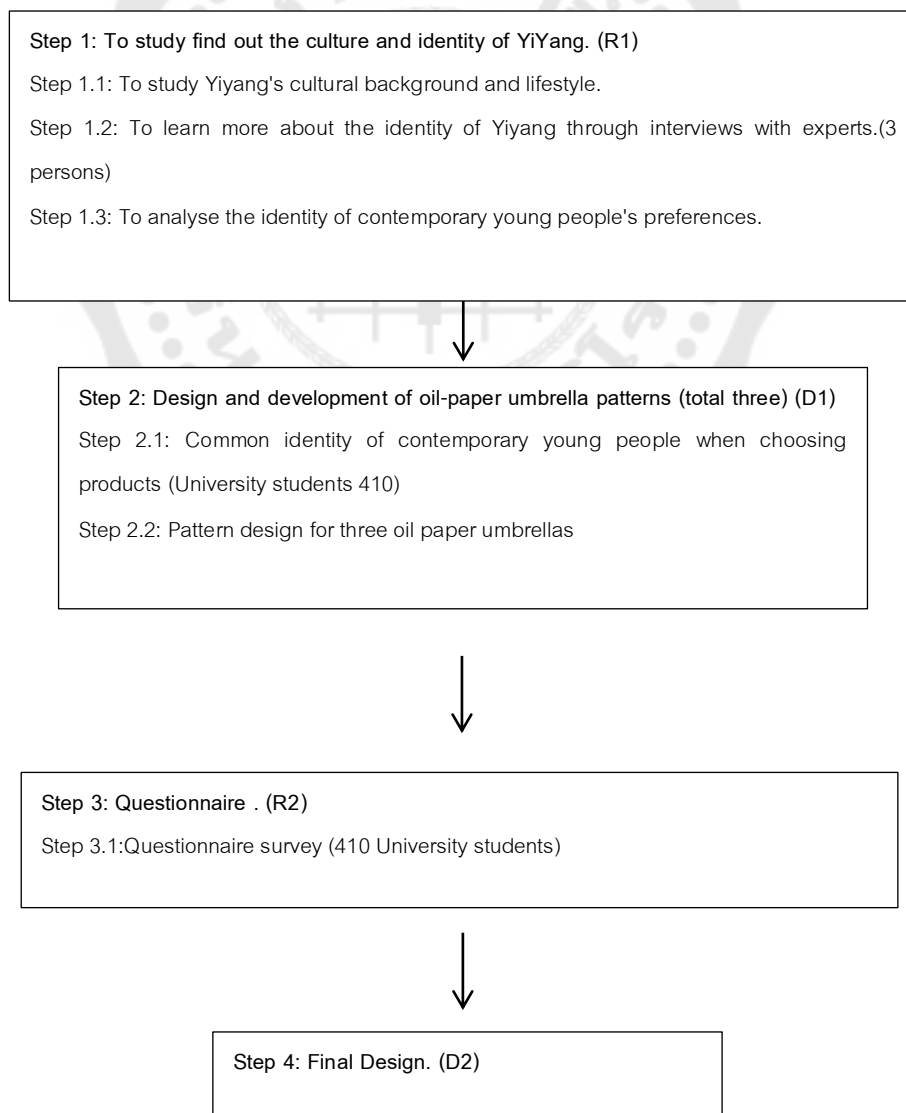 Step 1: To study find out the culture and identity of YiYang. (R1)
Step 1.1: To study Yiyang's cultural background and lifestyle.
Step 1.2: To learn more about the identity of Yiyang through interviews with experts.(3
persons)
Step 1.3: To analyse the identity of contemporary young people's preferences.
Step 2: Design and development of oil-paper umbrella patterns (total three) (D1)
Step 2.1: Common identity of contemporary young people when choosing
products (University students 410)
Step 2.2: Pattern design for three oil paper umbrellas
Step 3: Questionnaire . (R2)
Step 3.1:Questionnaire survey (410 University students)
Step 4: Final Design. (D2)